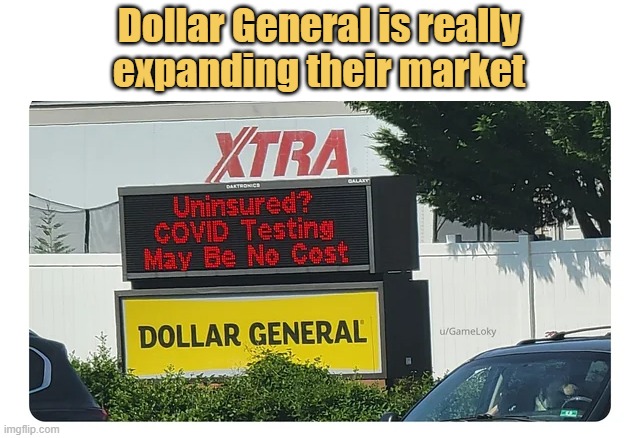 Dollar General is really
expanding their market
XTRA
DAKTRONICS GALAXY
Uninsured?
COVID Testing
May Be No Cost
DOLLAR GENERAL
u/GameLoky
imgflip.com